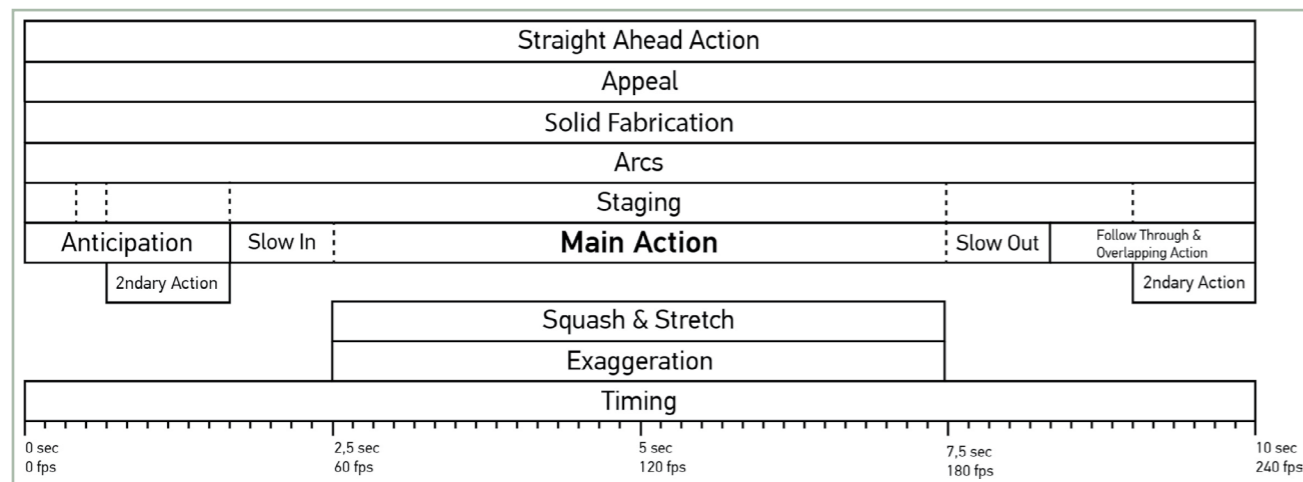 Straight Ahead Action
Appeal
Solid Fabrication
Arcs
Staging
Anticipation
Slow In
Main Action
Slow Out
Follow Through &
Overlapping Action
2ndary Action
2ndary Action
Squash & Stretch
Exaggeration
Timing
0 sec
0 fps
2,5 sec
60 fps
5 sec
120 fps
7,5 sec
180 fps
10 sec
240 fps